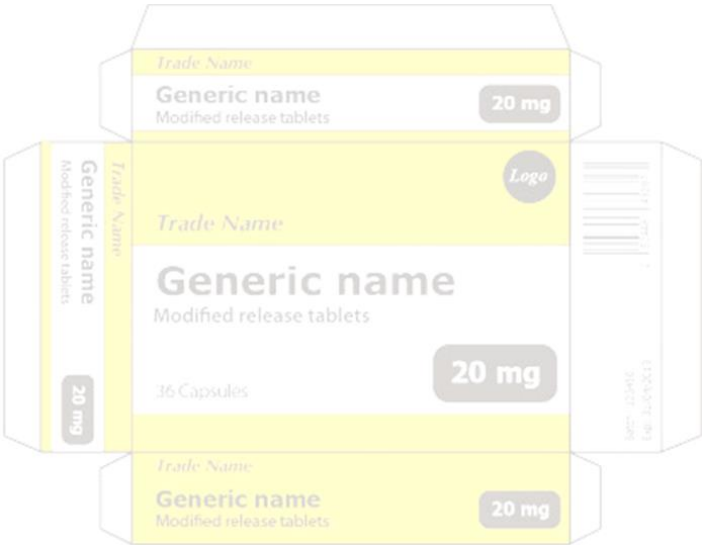 Trade Name
Generic name
Modified release tablets
20 mg
Logo
Trade Name
Generic name
Modified release tablets
20 mg
36 Capsules
Trade Name
Generic name
Modified release tablets
20 mg
Trade Name
Generic name
Modified release tablets
20 mg